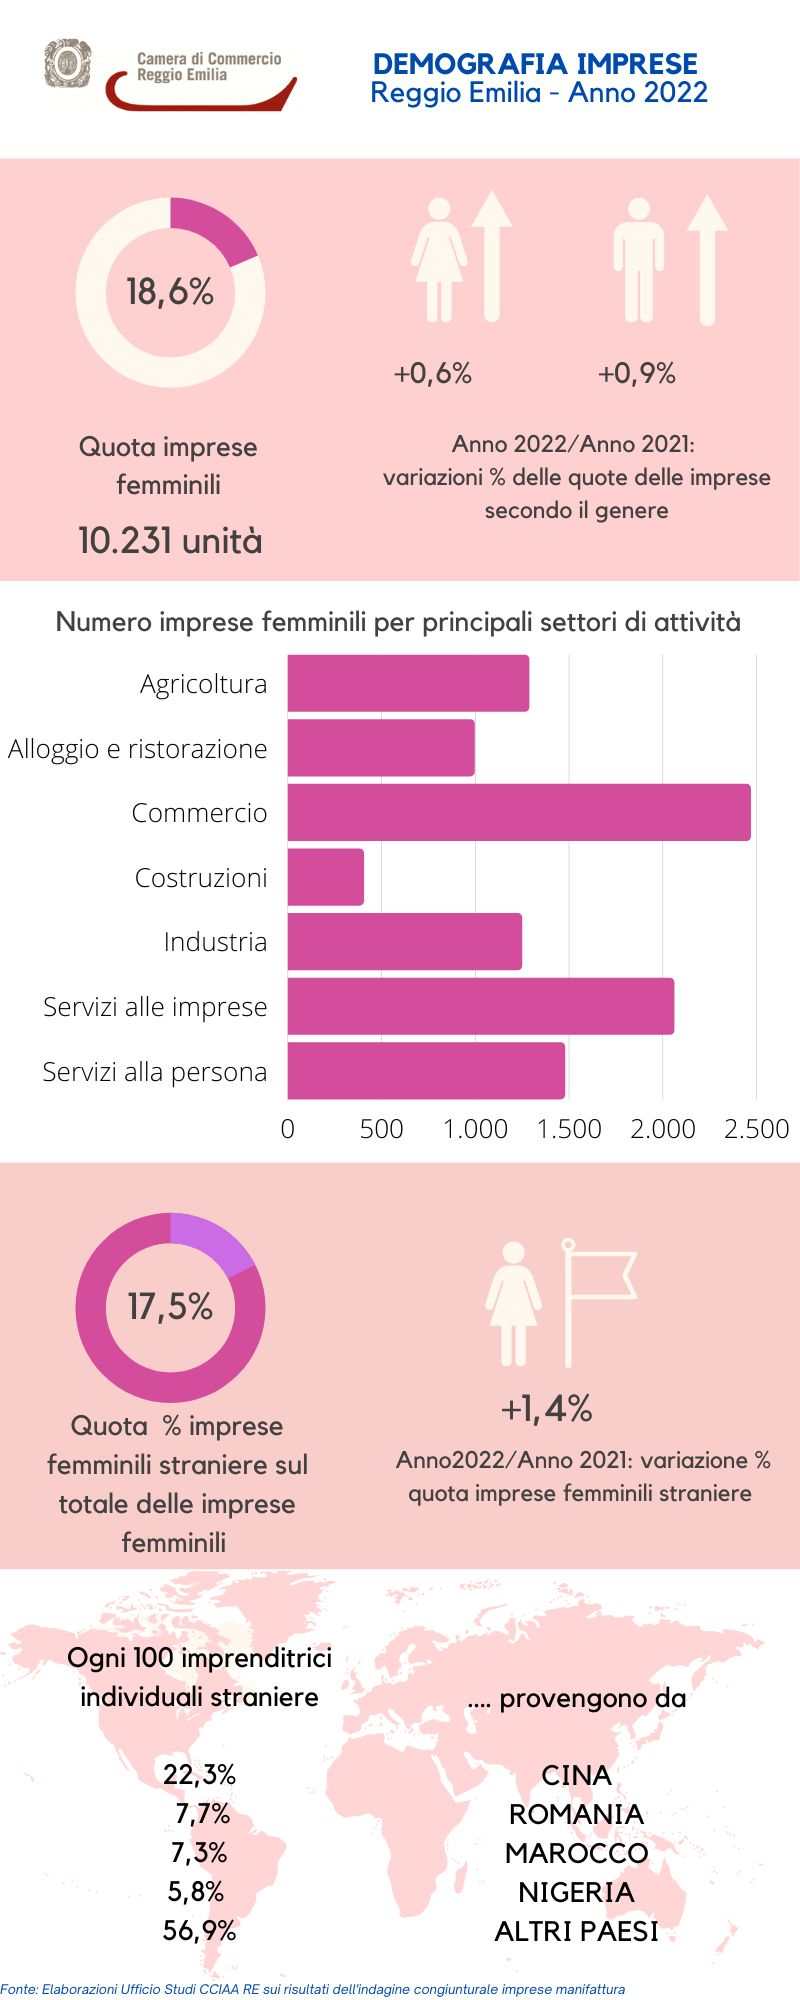 Camera di Commercio
Reggio Emilia
DEMOGRAFIA IMPRESE
Reggio Emilia - Anno 2022
18,6%
Quota imprese
femminili
10.231 unità
+0,6%
+0,9%
Anno 2022/Anno 2021:
variazioni % delle quote delle imprese
secondo il genere
Numero imprese femminili per principali settori di attività
Agricoltura
Alloggio e ristorazione
Commercio
Costruzioni
Industria
Servizi alle imprese
Servizi alla persona
0 500 1.000 1.500 2.000 2.500
17,5%
Quota % imprese
femminili straniere sul
totale delle imprese
femminili
+1,4%
Anno2022/Anno 2021: variazione %
quota imprese femminili straniere
Ogni 100 imprenditrici
individuali straniere
.... provengono da
22,3% CINA
7,7% ROMANIA
7,3% MAROCCO
5,8% NIGERIA
56,9% ALTRI PAESI
Fonte: Elaborazioni Ufficio Studi CCIAA RE sui risultati dell'indagine congiunturale imprese manifattura